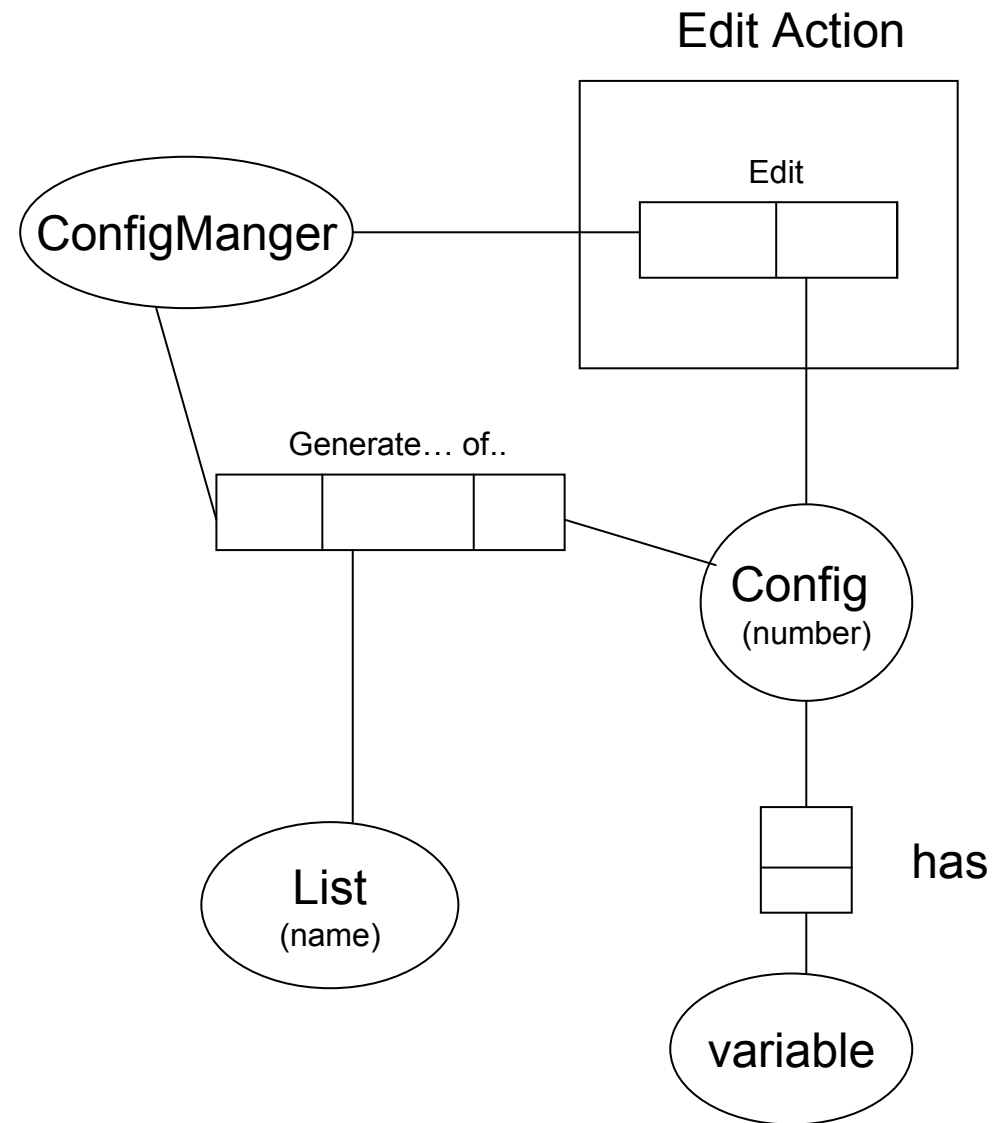 Edit Action
Edit
ConfigManger
Generate… of..
Config
(number)
has
List
(name)
variable